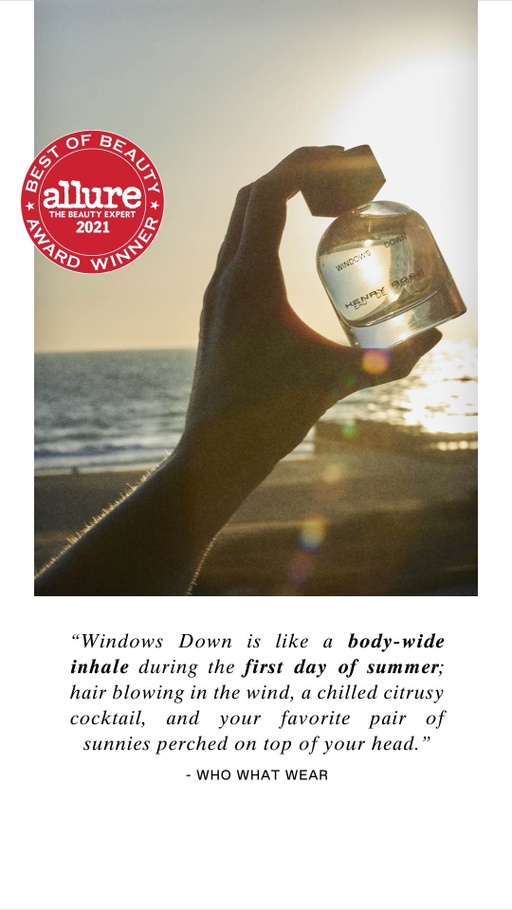 BEST OF BEAUTY
allure
THE BEAUTY EXPERT
2021
AWARD WINNER
WINDOWS DOWN
HENRY ROSE
“Windows Down is like a body-wide
inhale during the first day of summer;
hair blowing in the wind, a chilled citrusy
cocktail, and your favorite pair of
sunnies perched on top of your head.”
- WHO WHAT WEAR